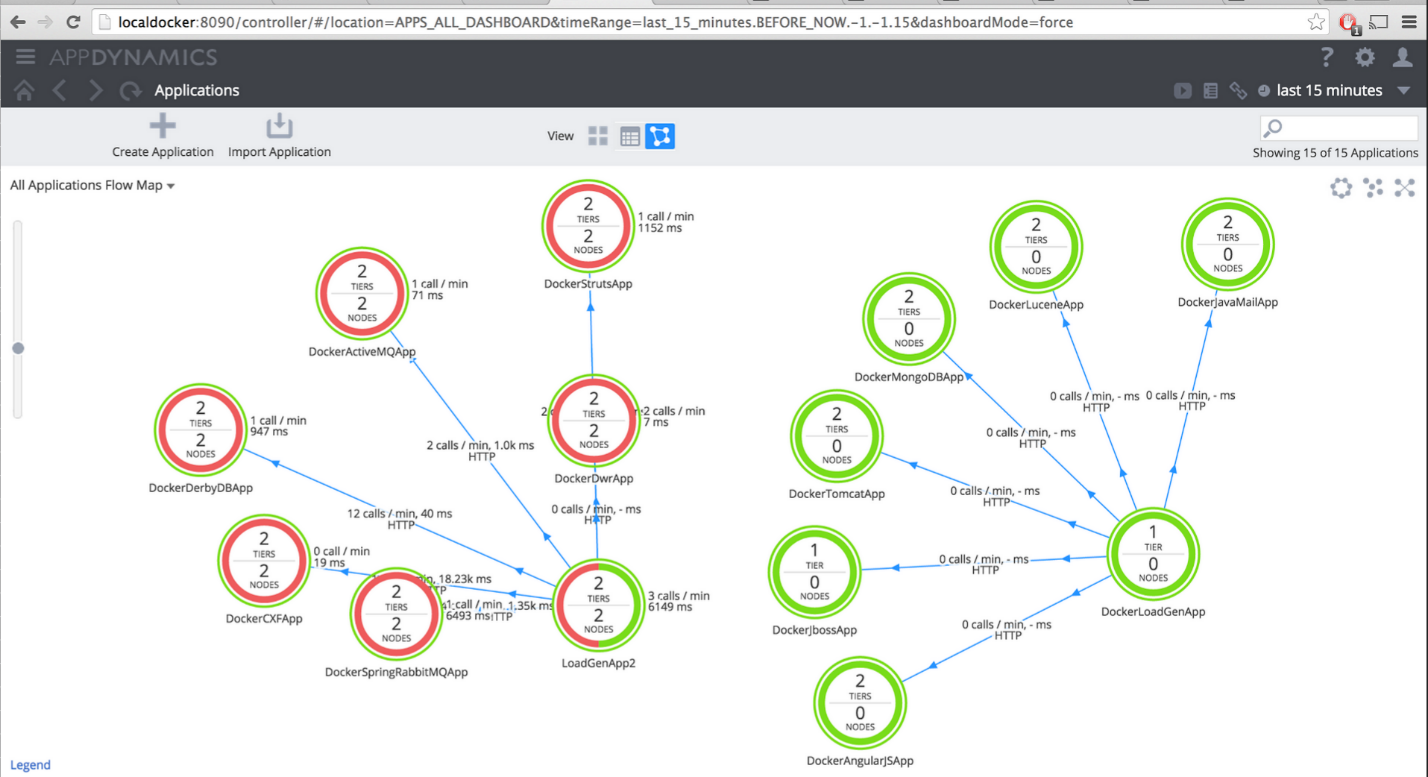 localdocker:8090/controller/#/location=APPS_ALL_DASHBOARD&timeRange=last_15_minutes.BEFORE_NOW.-1.-1.15&dashboardMode=force
1
APPDYNAMICS
?
Applications
last 15 minutes
Create Application
Import Application
View
Showing 15 of 15 Applications
All Applications Flow Map
2
TIERS
2
NODES
1 call / min
1152 ms
DockerStrutsApp
2
TIERS
2
NODES
1 call / min
71 ms
DockerActiveMQApp
2
TIERS
2
NODES
1 call / min
947 ms
DockerDerbyDBApp
2
TIERS
2
NODES
2 calls / min
7 ms
DockerDwrApp
2 calls / min, 1.0k ms
HTTP
12 calls / min, 40 ms
HTTP
0 calls / min, - ms
HTTP
2
TIERS
2
NODES
0 call / min
19 ms
DockerCXFApp
2
TIERS
2
NODES
18.23k ms
1 call / min
6493 ms
1.35k ms
DockerSpringRabbitMQApp
2
TIERS
2
NODES
3 calls / min
6149 ms
LoadGenApp2
2
TIERS
0
NODES
DockerLuceneApp
2
TIERS
0
NODES
DockerJavaMailApp
2
TIERS
0
NODES
DockerMongoDBApp
0 calls / min, - ms
HTTP
0 calls / min, - ms
HTTP
2
TIERS
0
NODES
DockerTomcatApp
0 calls / min, - ms
HTTP
0 calls / min, - ms
HTTP
1
TIER
0
NODES
DockerJbossApp
0 calls / min, - ms
HTTP
1
TIER
0
NODES
DockerLoadGenApp
0 calls / min, - ms
HTTP
2
TIERS
0
NODES
DockerAngularJSApp
Legend